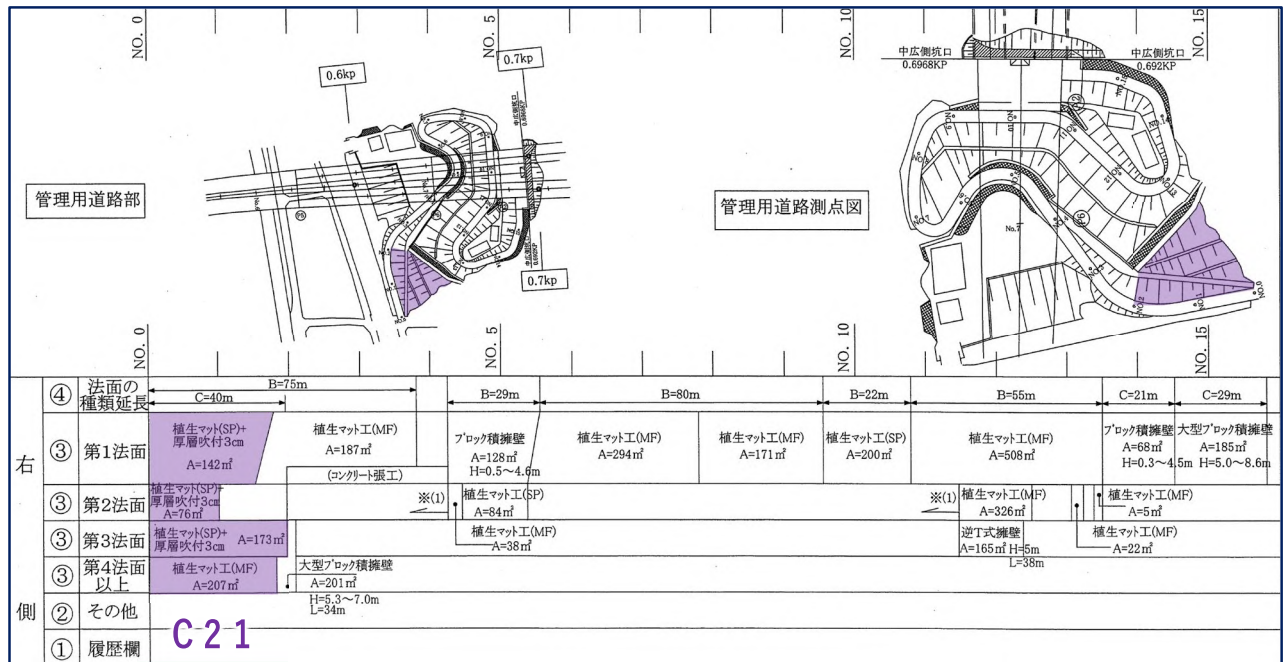 NO. 0
NO. 5
NO. 10
NO. 15
0.6kp
0.7kp
中広側坑口
0.6968KP
中広側坑口
0.692KP
管理用道路部
管理用道路測点図
0.7kp
NO. 0
NO. 5
NO. 10
NO. 15
右
側
④ 法面の
種類延長
B=75m
C=40m
B=29m
B=80m
B=22m
B=55m
C=21m
C=29m
③ 第1法面
植生マット(SP)+
厚層吹付3cm
A=142㎡
植生マット工(MF)
A=187㎡
(コンクリート張工)
ブロック積擁壁
A=128㎡
H=0.5～4.6m
植生マット工(MF)
A=294㎡
植生マット工(MF)
A=171㎡
植生マット工(SP)
A=200㎡
植生マット工(MF)
A=508㎡
ブロック積擁壁
A=68㎡
H=0.3～4.5m
大型ブロック積擁壁
A=185㎡
H=5.0～8.6m
③ 第2法面
植生マット(SP)+
厚層吹付3cm
A=76㎡
※(1)
植生マット工(SP)
A=84㎡
※(1)
植生マット工(MF)
A=326㎡
植生マット工(MF)
A=5㎡
③ 第3法面
植生マット(SP)+
厚層吹付3cm
A=173㎡
植生マット工(MF)
A=38㎡
逆T式擁壁
A=165㎡ H=5m
L=38m
植生マット工(MF)
A=22㎡
③ 第4法面
以上
植生マット工(MF)
A=207㎡
大型ブロック積擁壁
A=201㎡
H=5.3～7.0m
L=34m
② その他
① 履歴欄
C21